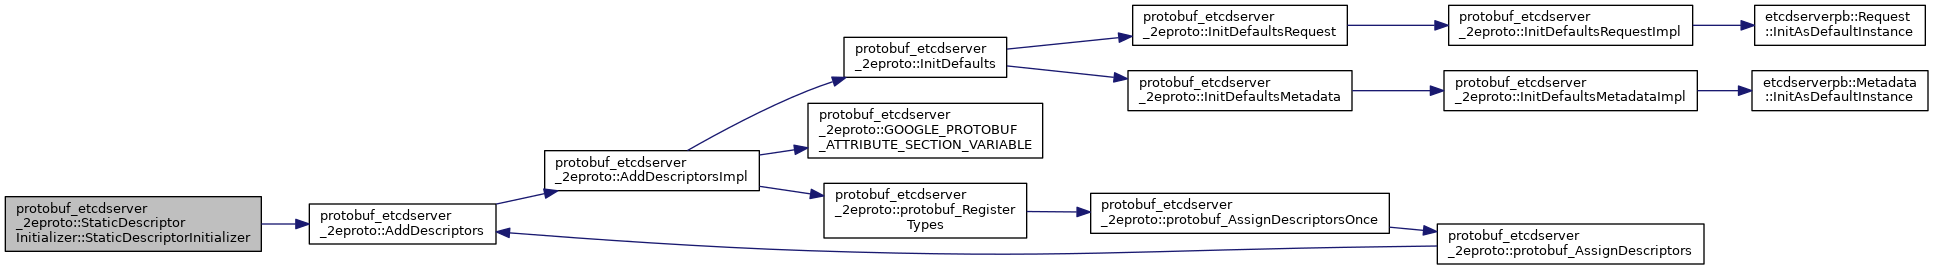 protobuf_etcdserver
_2eproto::StaticDescriptor
Initializer::StaticDescriptorInitializer
protobuf_etcdserver
_2eproto::AddDescriptors
protobuf_etcdserver
_2eproto::AddDescriptorsImpl
protobuf_etcdserver
_2eproto::InitDefaults
protobuf_etcdserver
_2eproto::InitDefaultsRequest
protobuf_etcdserver
_2eproto::InitDefaultsRequestImpl
etcdserverpb::Request
::InitAsDefaultInstance
protobuf_etcdserver
_2eproto::InitDefaultsMetadata
protobuf_etcdserver
_2eproto::InitDefaultsMetadataImpl
etcdserverpb::Metadata
::InitAsDefaultInstance
protobuf_etcdserver
_2eproto::GOOGLE_PROTOBUF
_ATTRIBUTE_SECTION_VARIABLE
protobuf_etcdserver
_2eproto::protobuf_Register
Types
protobuf_etcdserver
_2eproto::protobuf_AssignDescriptorsOnce
protobuf_etcdserver
_2eproto::protobuf_AssignDescriptors